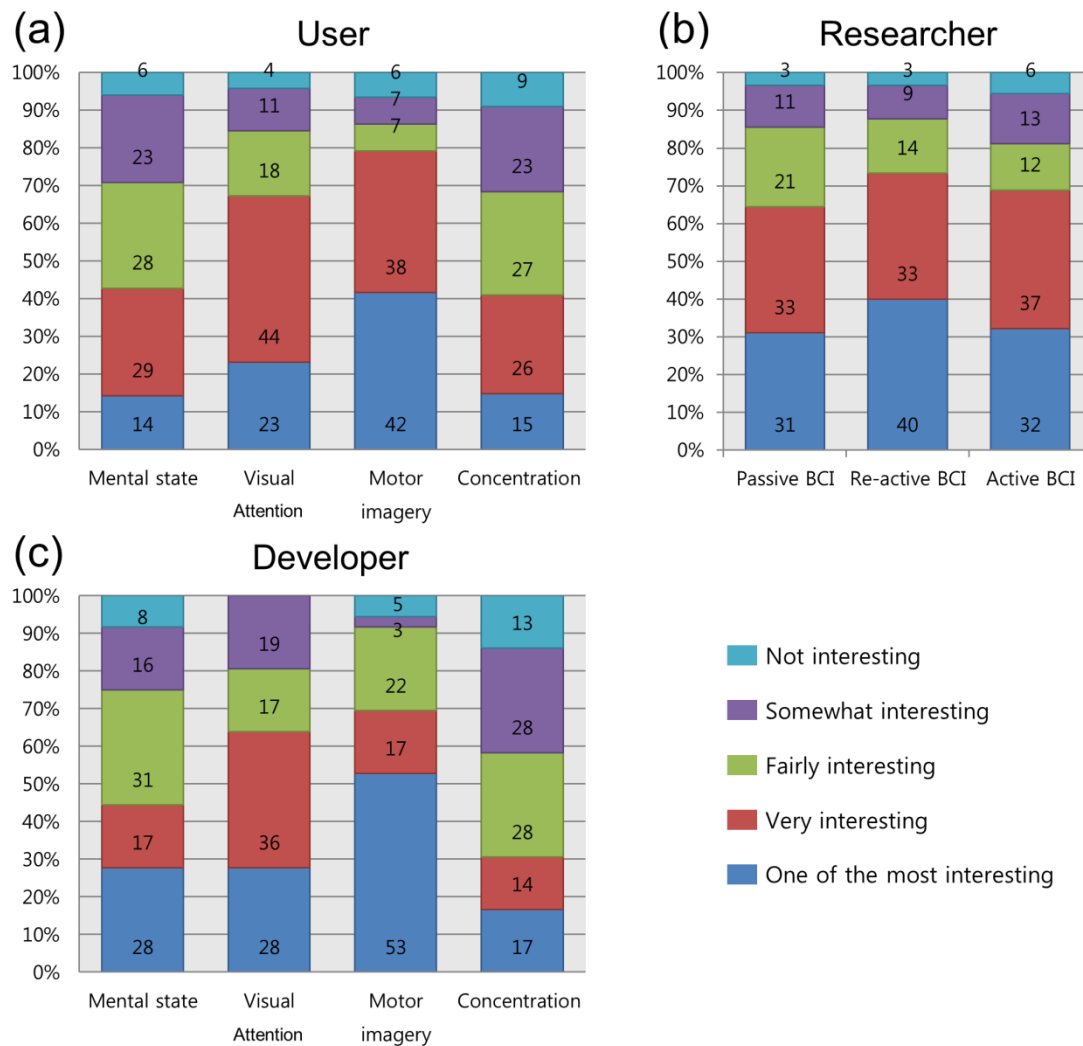 (a) User
100%
90%
80%
70%
60%
50%
40%
30%
20%
10%
0%
6 4 6 9
23 11 7 23
28 18 7 27
29 44 38 26
14 23 42 15
Mental state Visual Attention Motor imagery Concentration
(b) Researcher
100%
90%
80%
70%
60%
50%
40%
30%
20%
10%
0%
3 3 6
11 9 13
21 14 12
33 33 37
31 40 32
Passive BCI Re-active BCI Active BCI
(c) Developer
100%
90%
80%
70%
60%
50%
40%
30%
20%
10%
0%
8 5 13
16 19 3 28
31 17 22 28
17 36 17 14
28 28 53 17
Mental state Visual Attention Motor imagery Concentration
Not interesting
Somewhat interesting
Fairly interesting
Very interesting
One of the most interesting